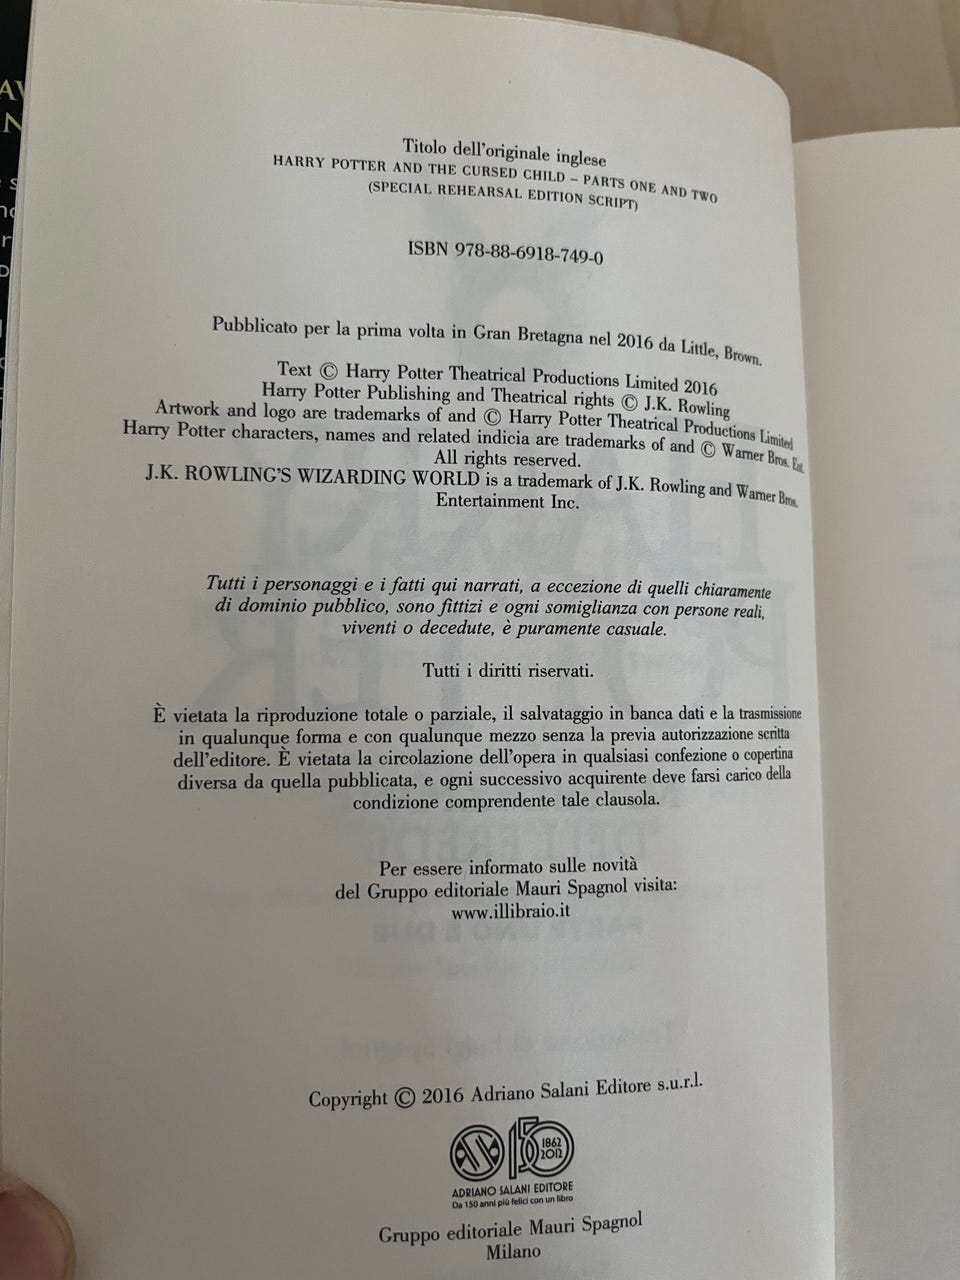 Titolo dell'originale inglese
HARRY POTTER AND THE CURSED CHILD – PARTS ONE AND TWO
(SPECIAL REHEARSAL EDITION SCRIPT)
ISBN 978-88-6918-749-0
Pubblicato per la prima volta in Gran Bretagna nel 2016 da Little, Brown.
Text © Harry Potter Theatrical Productions Limited 2016
Harry Potter Publishing and Theatrical rights © J.K. Rowling
Artwork and logo are trademarks of and © Harry Potter Theatrical Productions Limited
Harry Potter characters, names and related indicia are trademarks of and © Warner Bros. Ent.
All rights reserved.
J.K. ROWLING'S WIZARDING WORLD is a trademark of J.K. Rowling and Warner Bros.
Entertainment Inc.
Tutti i personaggi e i fatti qui narrati, a eccezione di quelli chiaramente
di dominio pubblico, sono fittizi e ogni somiglianza con persone reali,
viventi o decedute, è puramente casuale.
Tutti i diritti riservati.
È vietata la riproduzione totale o parziale, il salvataggio in banca dati e la trasmissione
in qualunque forma e con qualunque mezzo senza la previa autorizzazione scritta
dell'editore. È vietata la circolazione dell'opera in qualsiasi confezione o copertina
diversa da quella pubblicata, e ogni successivo acquirente deve farsi carico della
condizione comprendente tale clausola.
Per essere informato sulle novità
del Gruppo editoriale Mauri Spagnol visita:
www.illibraio.it
Copyright © 2016 Adriano Salani Editore s.u.r.l.
150
1862
2012
ADRIANO SALANI EDITORE
Da 150 anni più felici con un libro
Gruppo editoriale Mauri Spagnol
Milano